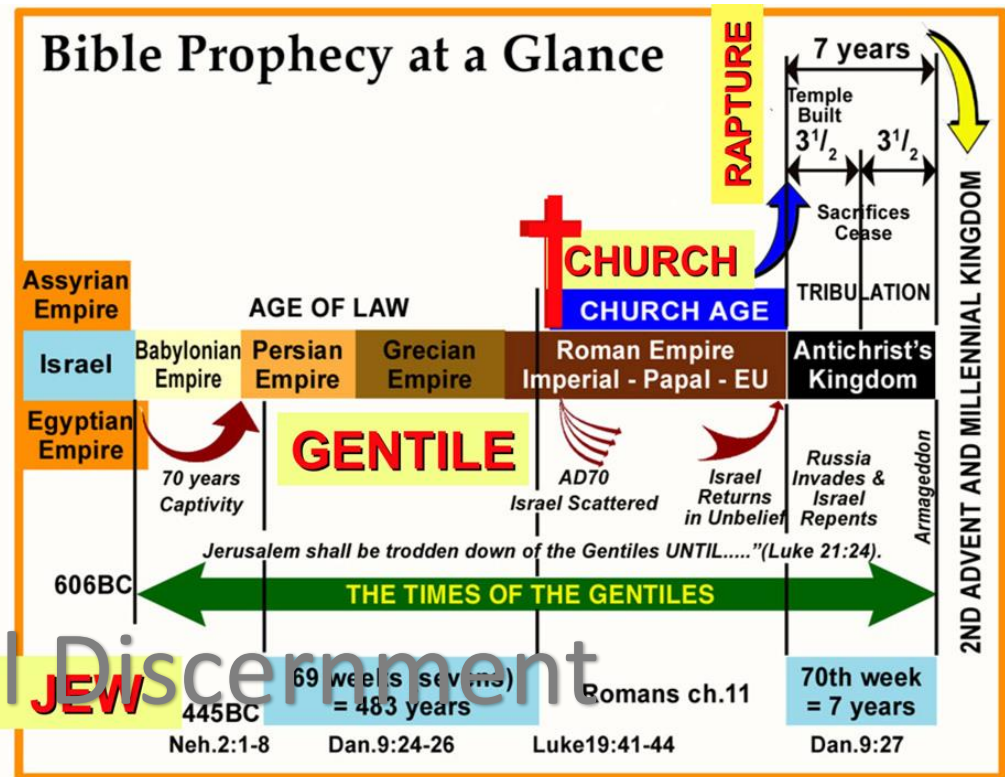 Bible Prophecy at a Glance
RAPTURE
7 years
Temple
Built
3½ 3½
Sacrifices
Cease
CHURCH
CHURCH AGE
TRIBULATION
AGE OF LAW
Assyrian
Empire
Israel
Egyptian
Empire
Babylonian
Empire
Persian
Empire
Grecian
Empire
Roman Empire
Imperial - Papal - EU
Antichrist's
Kingdom
70 years
Captivity
GENTILE
AD70
Israel Scattered
Israel
Returns
in Unbelief
Russia
Invades &
Israel
Repents
Armageddon
2ND ADVENT AND MILLENNIAL KINGDOM
Jerusalem shall be trodden down of the Gentiles UNTIL....."(Luke 21:24).
606BC
THE TIMES OF THE GENTILES
l Discernment
JEW
445BC
Neh.2:1-8
69 weeks (sevens)
= 483 years
Dan.9:24-26
Romans ch.11
Luke19:41-44
70th week
= 7 years
Dan.9:27